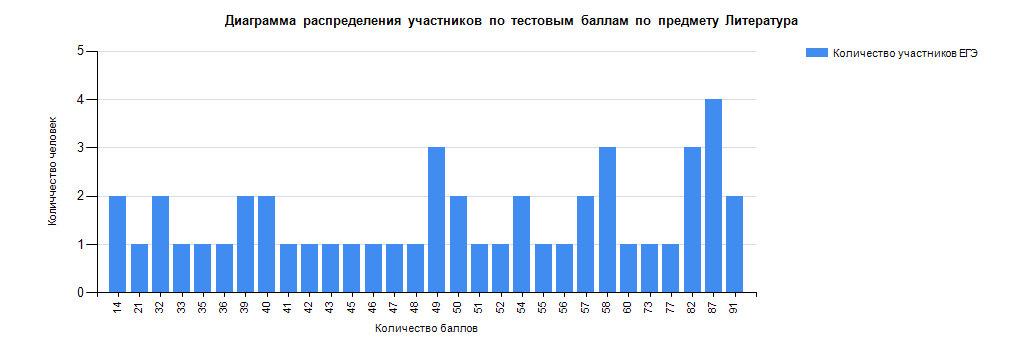 Диаграмма распределения участников по тестовым баллам по предмету Литература
Количество участников ЕГЭ
Количчество человек
5
4
3
2
1
0
14 21 32 33 35 36 39 40 41 42 43 45 46 47 48 49 50 51 52 54 55 56 57 58 60 73 77 82 87 91
Количество баллов